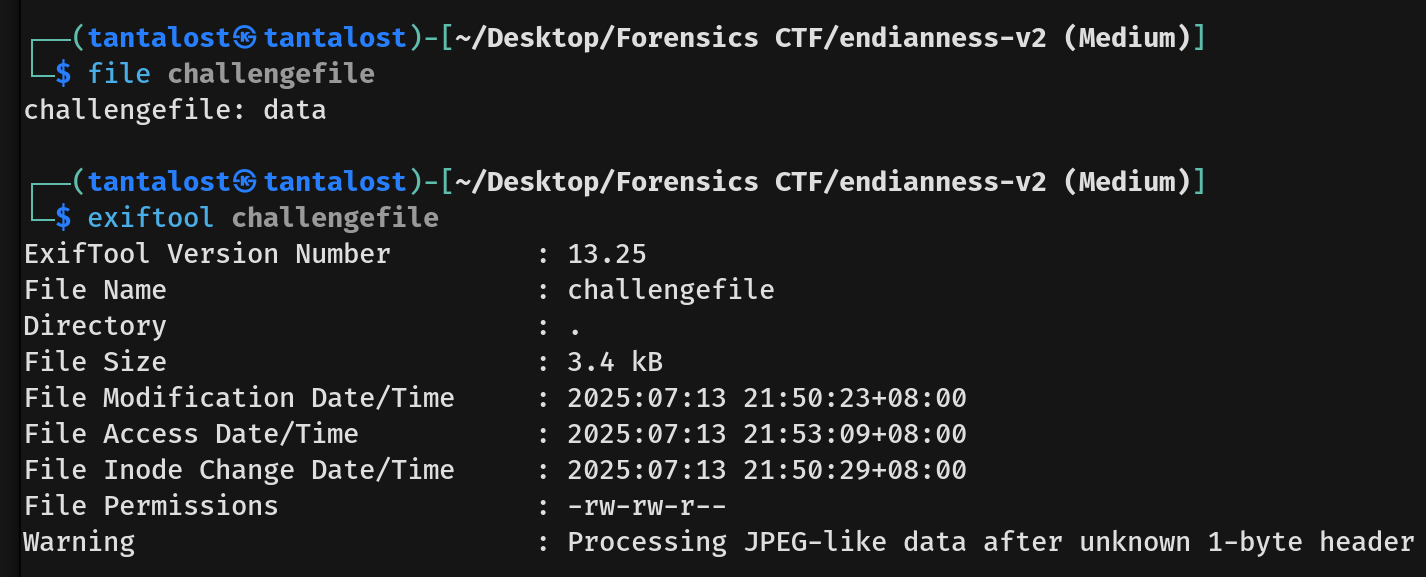 ┌──(tantalost㉿tantalost)-[~/Desktop/Forensics CTF/endianness-v2 (Medium)]
└─$ file challengefile
challengefile: data
┌──(tantalost㉿tantalost)-[~/Desktop/Forensics CTF/endianness-v2 (Medium)]
└─$ exiftool challengefile
ExifTool Version Number         : 13.25
File Name                       : challengefile
Directory                       : .
File Size                       : 3.4 kB
File Modification Date/Time     : 2025:07:13 21:50:23+08:00
File Access Date/Time           : 2025:07:13 21:53:09+08:00
File Inode Change Date/Time     : 2025:07:13 21:50:29+08:00
File Permissions                : -rw-rw-r--
Warning                         : Processing JPEG-like data after unknown 1-byte header